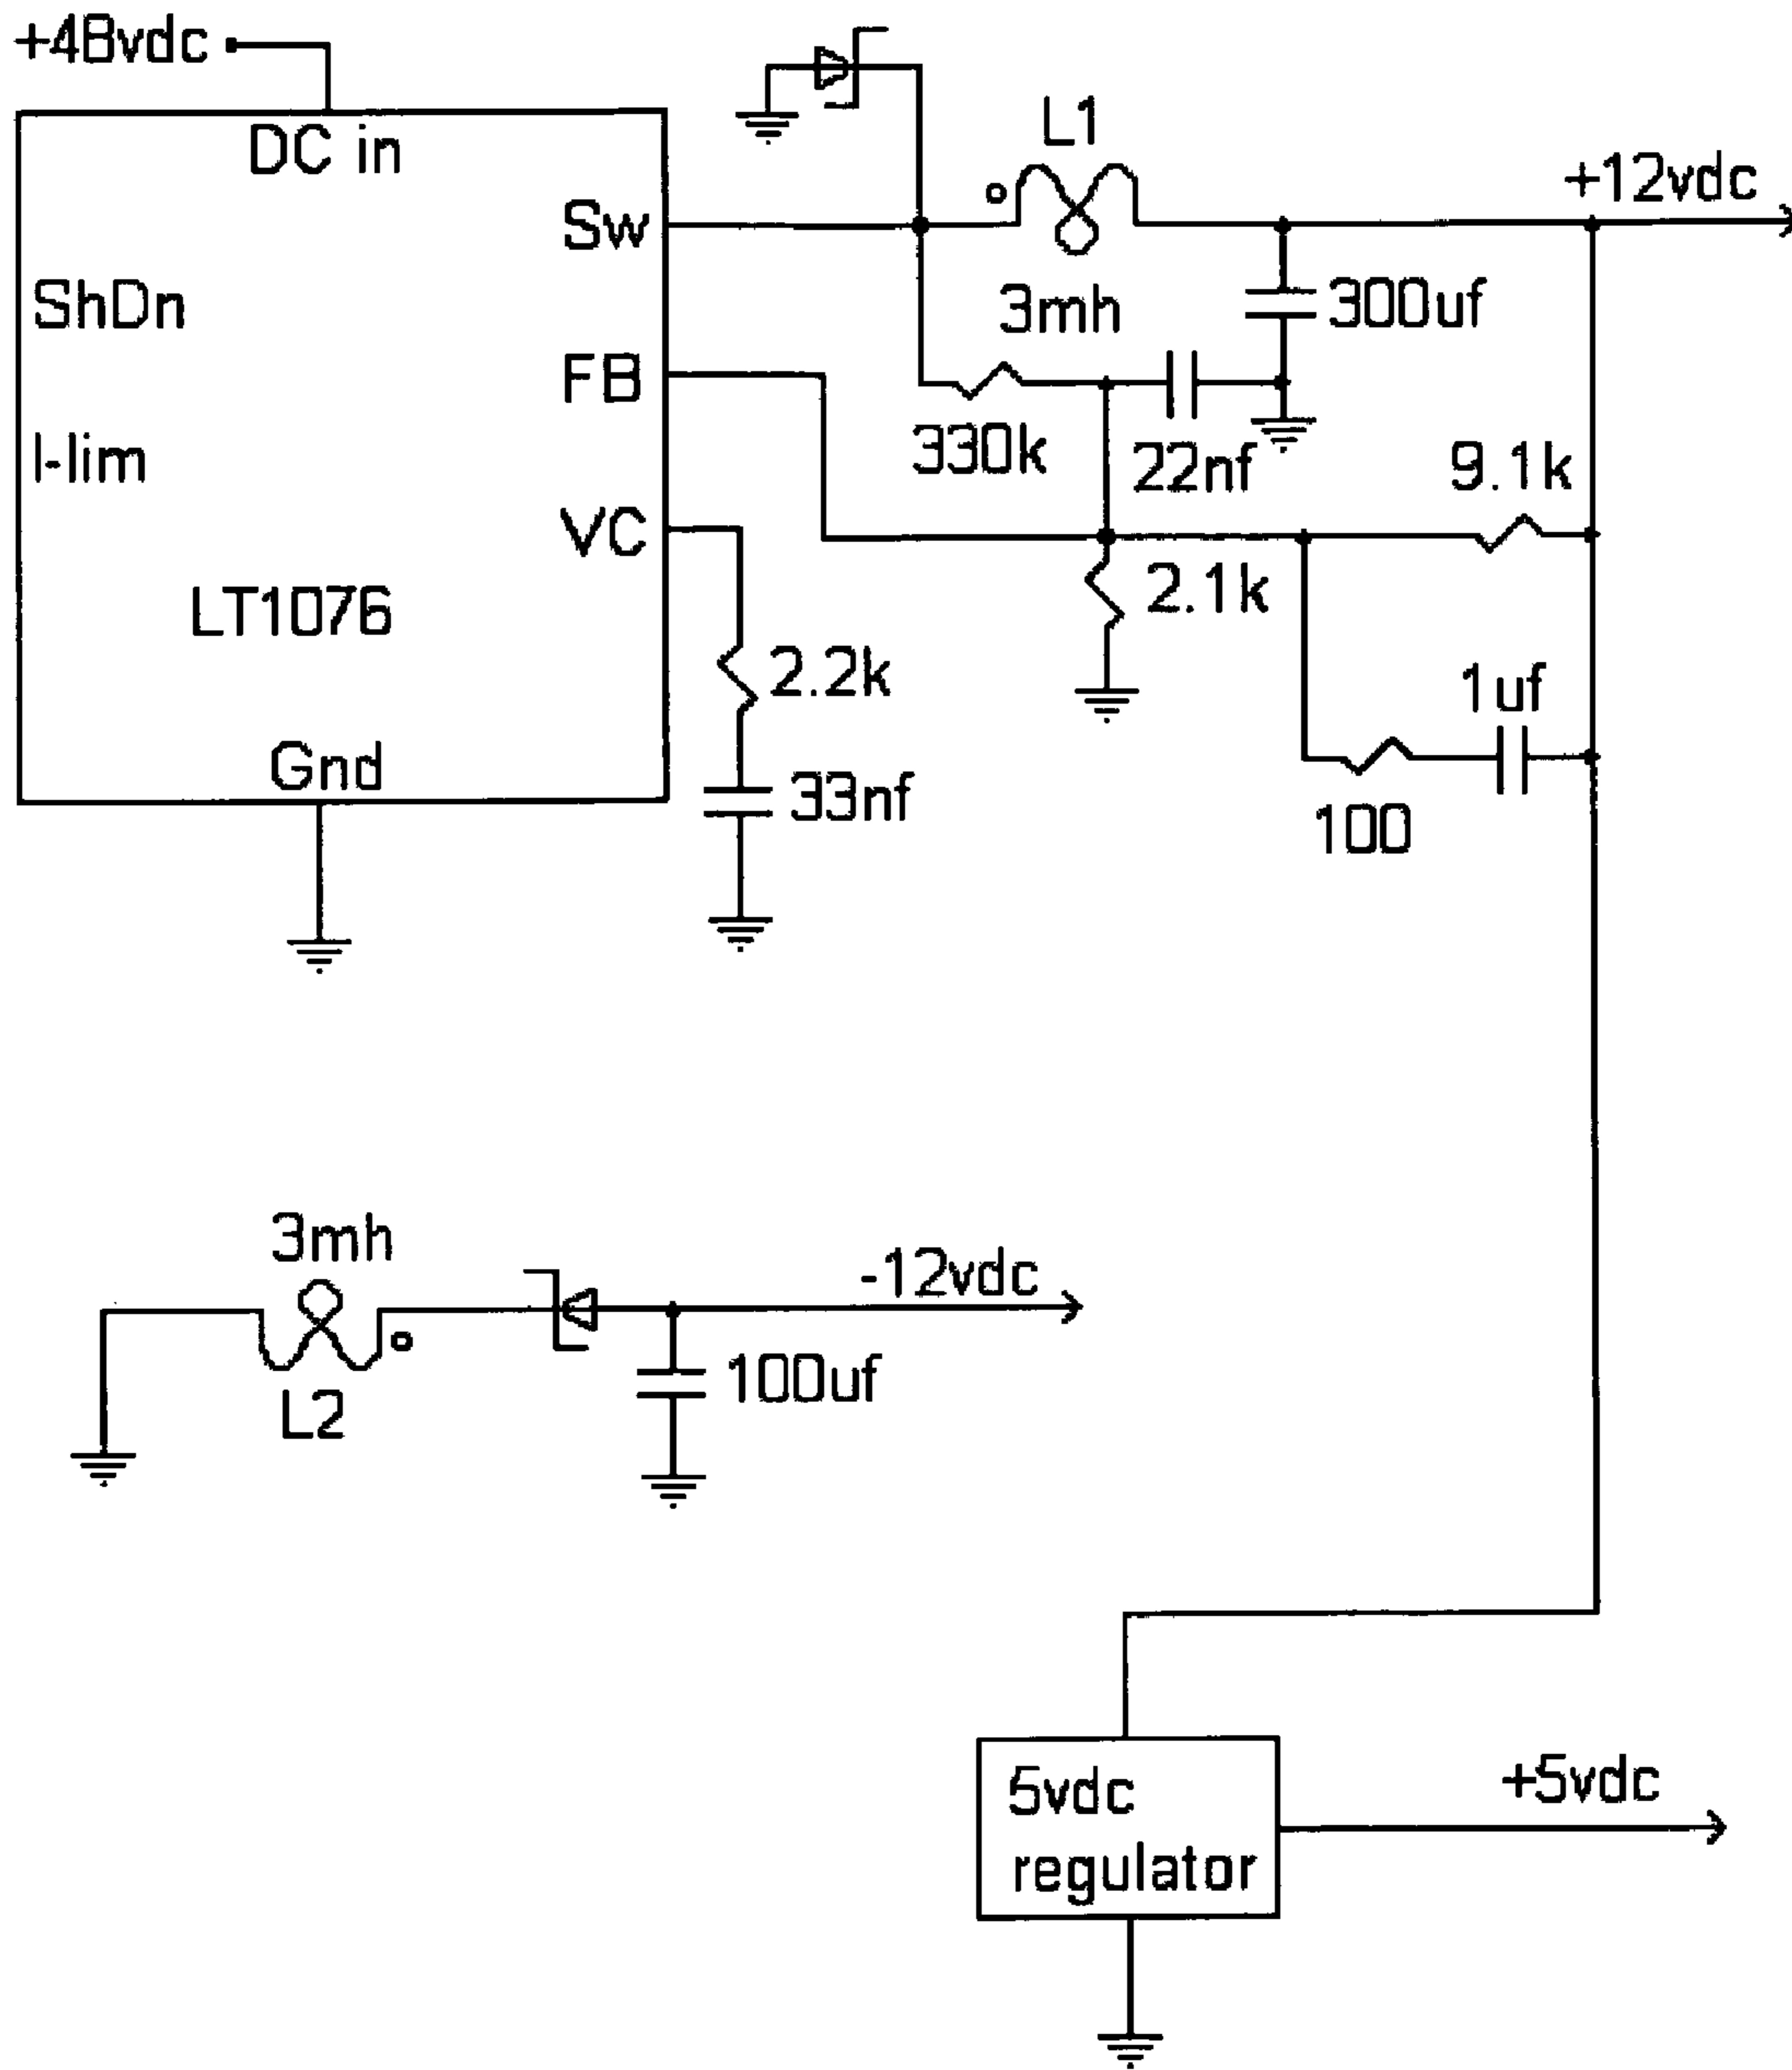 +48vdc
DC in
L1
+12vdc
Sw
ShDn
3mh
300uf
FB
330k
22nf
9.1k
I-lim
VC
2.1k
LT1076
2.2k
1uf
Gnd
33nf
100
3mh
-12vdc
100uf
L2
5vdc
regulator
+5vdc